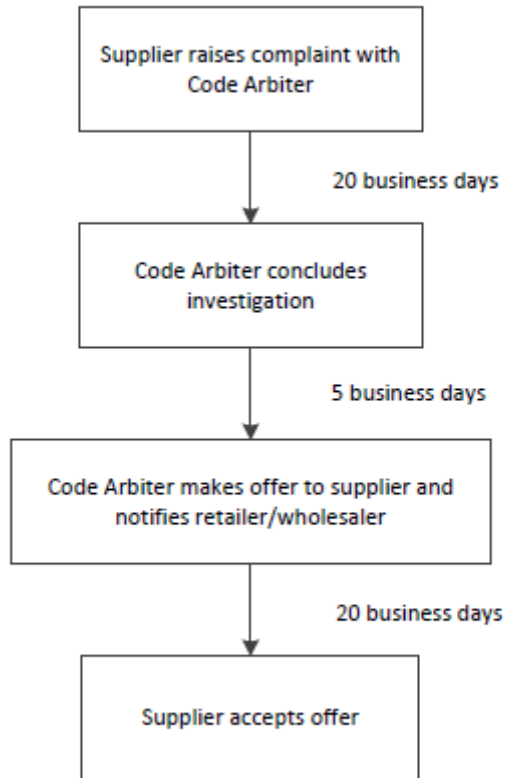 Supplier raises complaint with
Code Arbiter
20 business days
Code Arbiter concludes
investigation
5 business days
Code Arbiter makes offer to supplier and
notifies retailer/wholesaler
20 business days
Supplier accepts offer